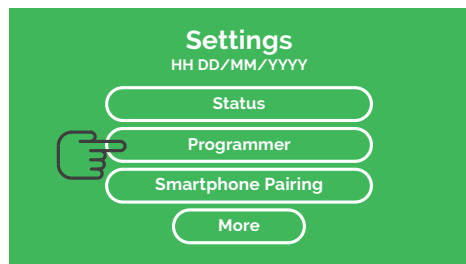 Settings
HH DD/MM/YYYY
Status
Programmer
Smartphone Pairing
More